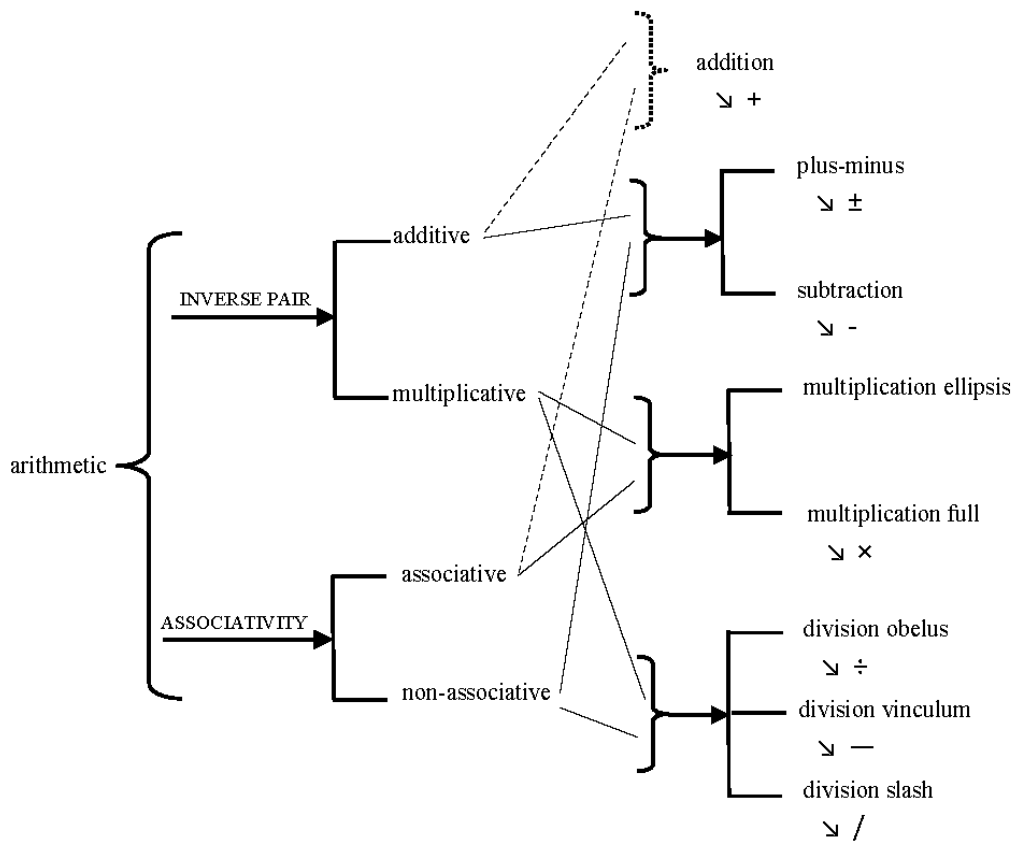 addition
↘ +
plus-minus
↘ ±
additive
INVERSE PAIR
subtraction
↘ -
multiplicative
multiplication ellipsis
arithmetic
multiplication full
↘ ×
associative
ASSOCIATIVITY
division obelus
↘ ÷
non-associative
division vinculum
↘ —
division slash
↘ /